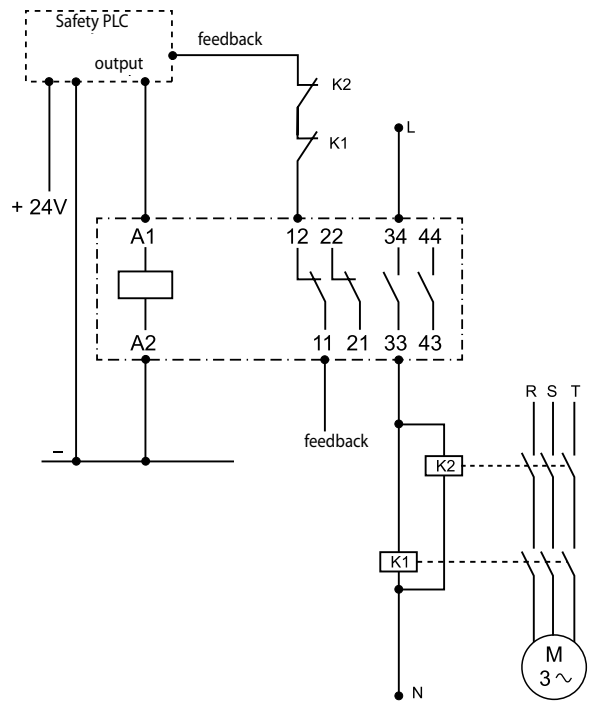 Safety PLC
feedback
output
K2
K1
L
+ 24V
A1 12 22 34 44
A2 11 21 33 43
R S T
feedback
–
K2
K1
M
3 ~
N